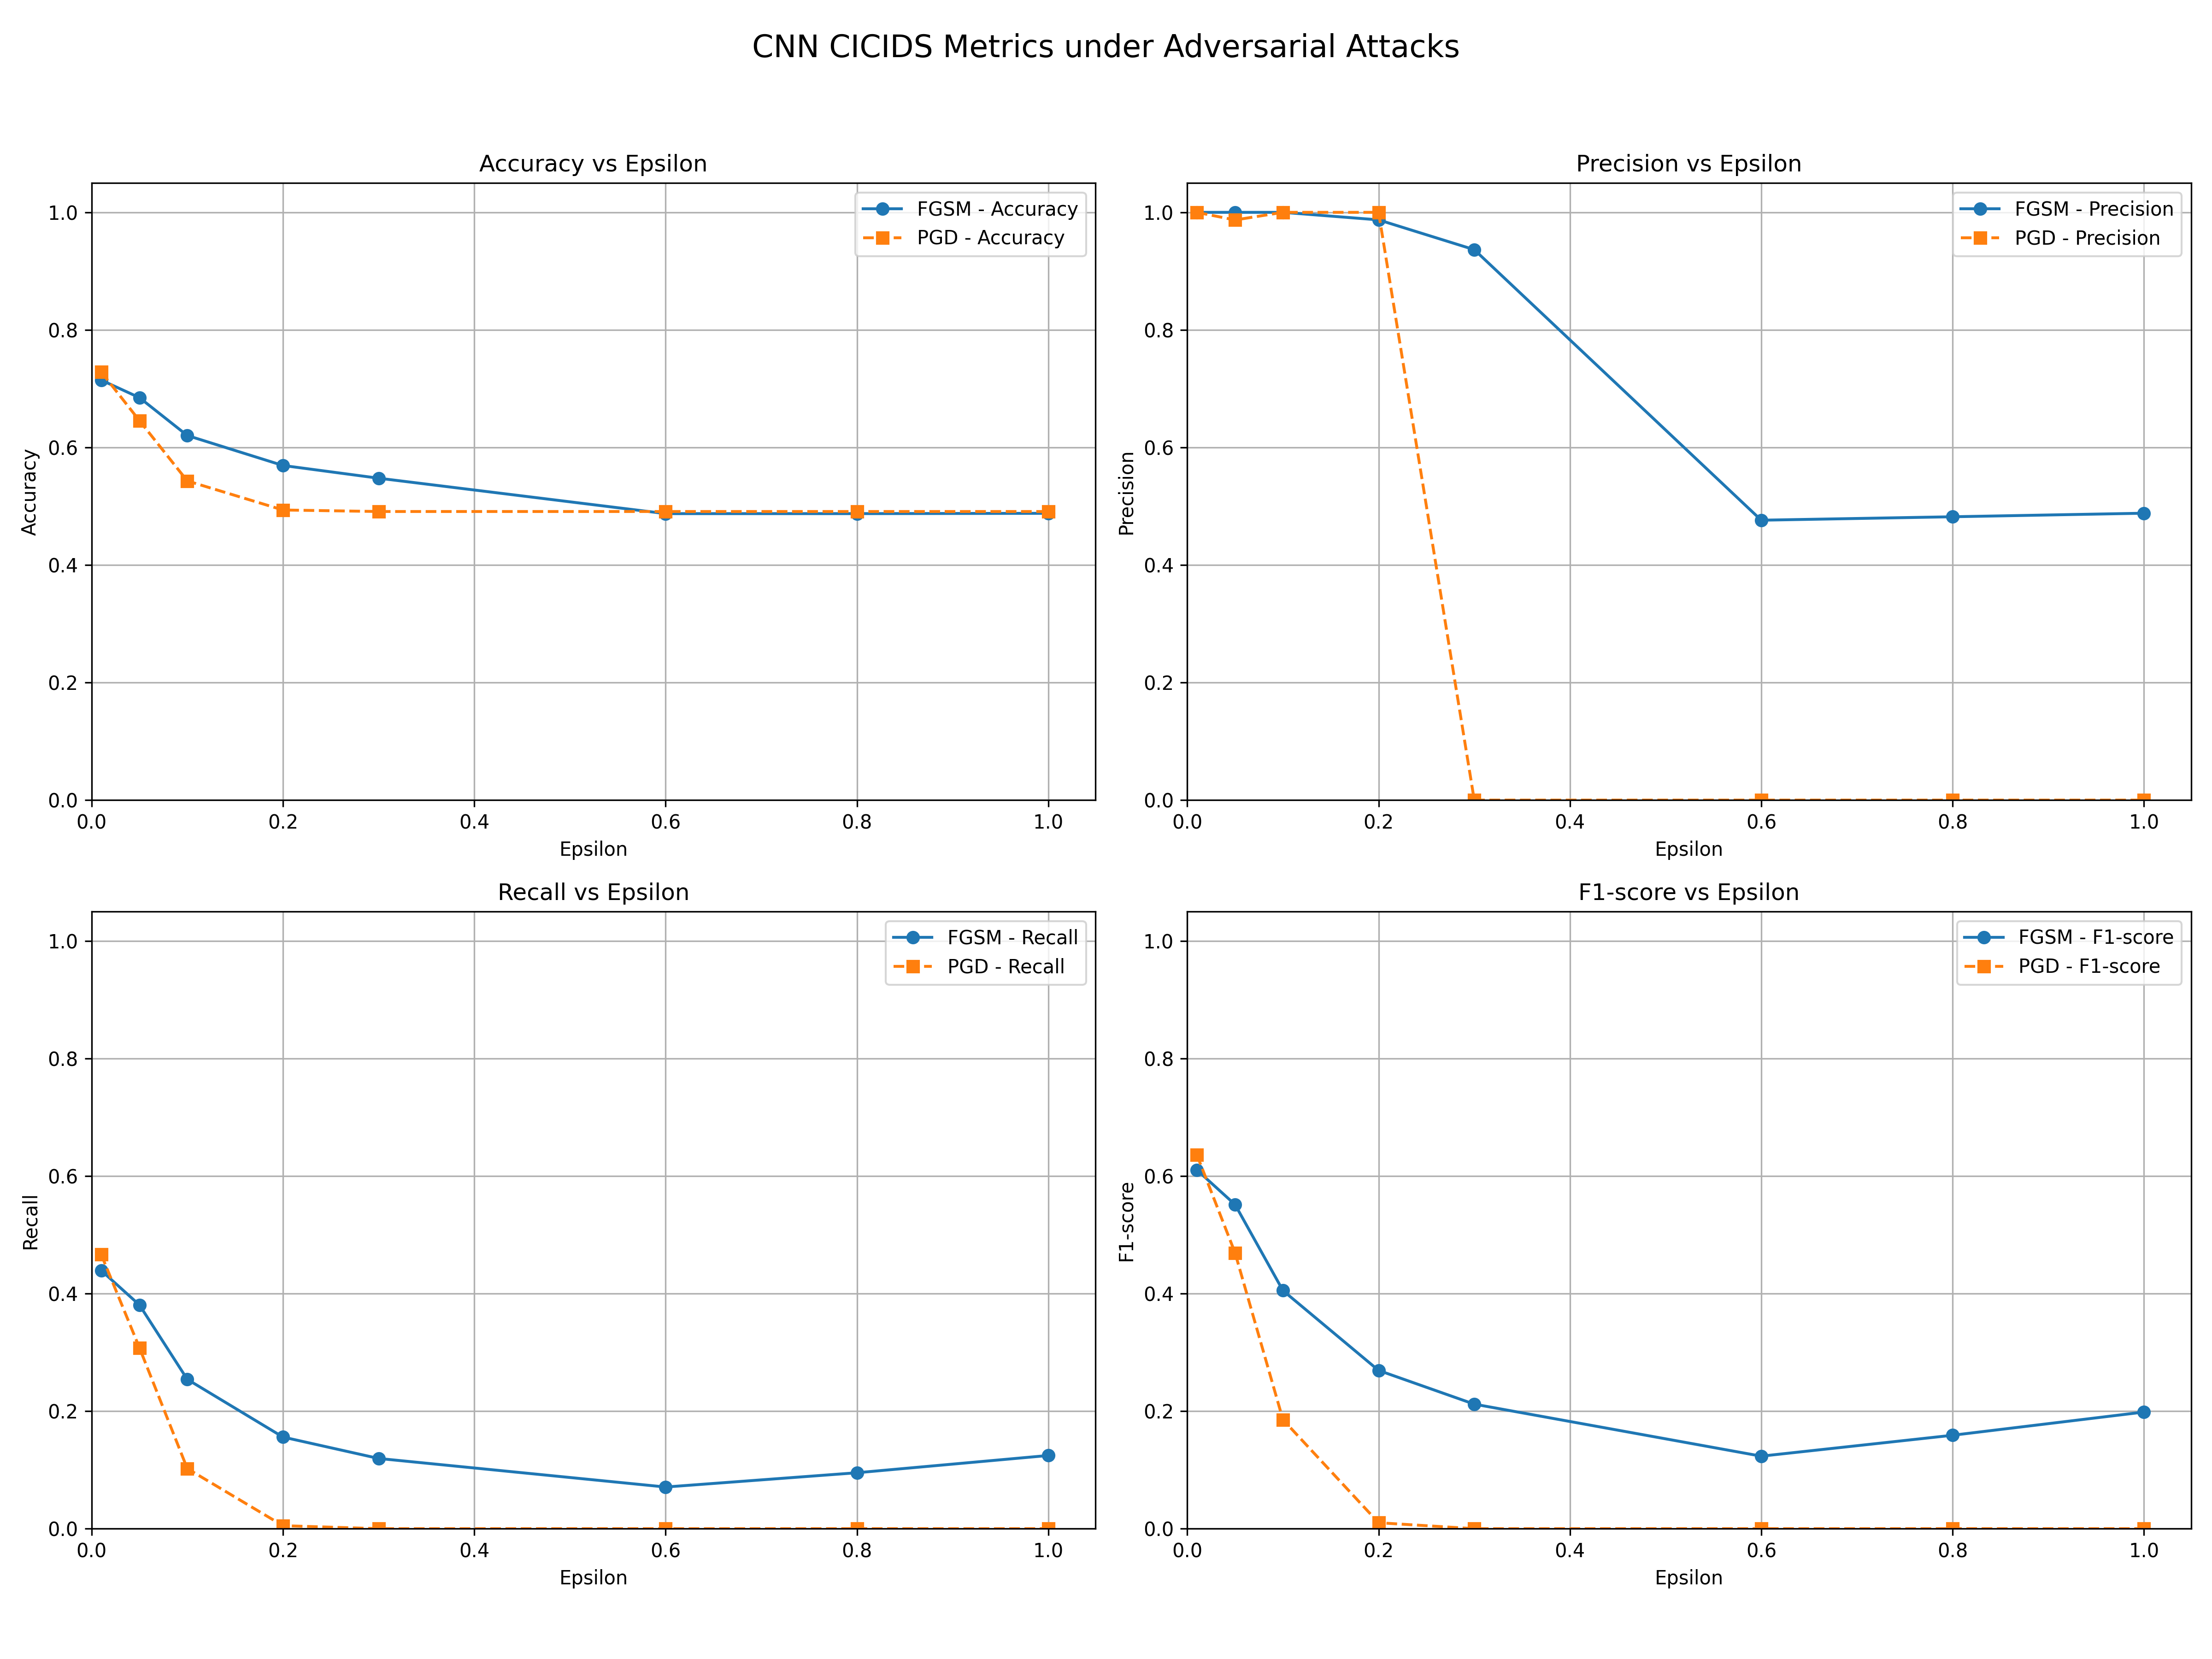 CNN CICIDS Metrics under Adversarial Attacks
Accuracy vs Epsilon
FGSM - Accuracy
PGD - Accuracy
Accuracy
1.0
0.8
0.6
0.4
0.2
0.0
0.0 0.2 0.4 0.6 0.8 1.0
Epsilon
Precision vs Epsilon
FGSM - Precision
PGD - Precision
Precision
1.0
0.8
0.6
0.4
0.2
0.0
0.0 0.2 0.4 0.6 0.8 1.0
Epsilon
Recall vs Epsilon
FGSM - Recall
PGD - Recall
Recall
1.0
0.8
0.6
0.4
0.2
0.0
0.0 0.2 0.4 0.6 0.8 1.0
Epsilon
F1-score vs Epsilon
FGSM - F1-score
PGD - F1-score
F1-score
1.0
0.8
0.6
0.4
0.2
0.0
0.0 0.2 0.4 0.6 0.8 1.0
Epsilon